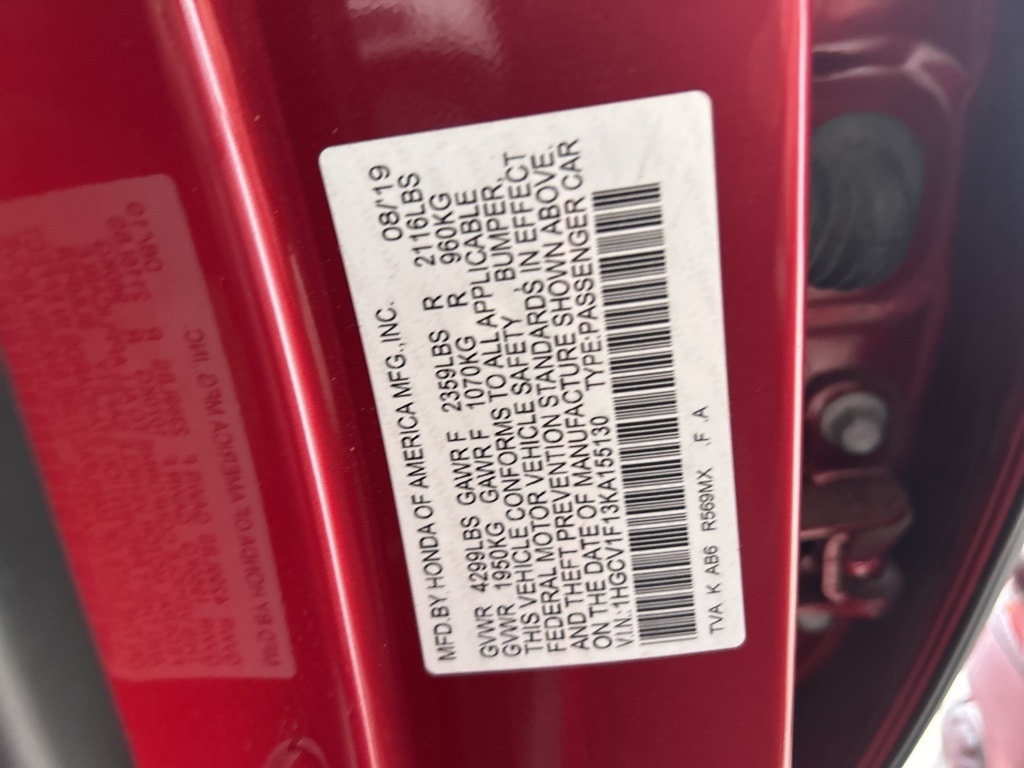 MFD.BY HONDA OF AMERICA MFG.,INC. 08/19
GVWR 4299LBS GAWR F 2359LBS R 2116LBS
GVWR 1950KG GAWR F 1070KG R 960KG
THIS VEHICLE CONFORMS TO ALL APPLICABLE
FEDERAL MOTOR VEHICLE SAFETY, BUMPER,
AND THEFT PREVENTION STANDARDS IN EFFECT
ON THE DATE OF MANUFACTURE SHOWN ABOVE.
V.I.N.:1HGCV1F13KA155130 TYPE:PASSENGER CAR
TVA K AB6 R569MX .F .A